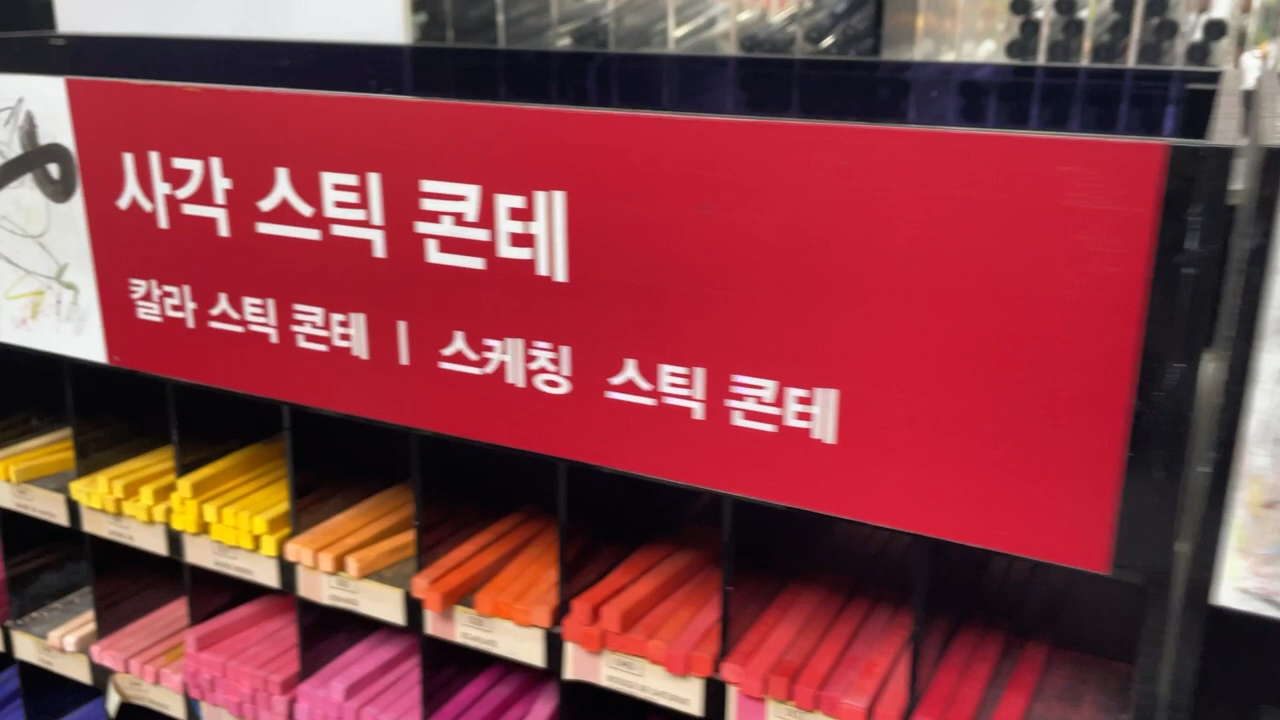 사각 스틱 콘테
칼라 스틱 콘테 | 스케칭 스틱 콘테